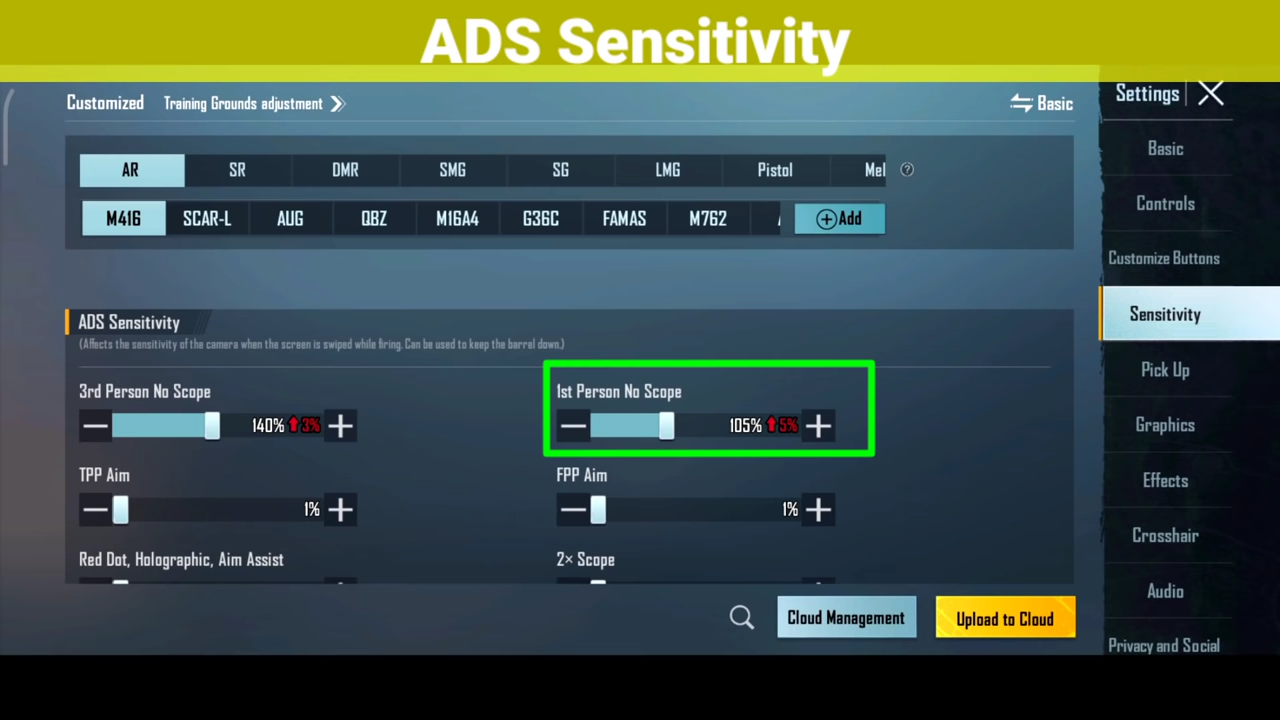 ADS Sensitivity
Customized Training Grounds adjustment Basic
Settings
AR SR DMR SMG SG LMG Pistol Mel ?
M416 SCAR-L AUG QBZ M16A4 G36C FAMAS M762 Add
ADS Sensitivity
(Affects the sensitivity of the camera when the screen is swiped while firing. Can be used to keep the barrel down.)
3rd Person No Scope
140% 3%
1st Person No Scope
105% 5%
TPP Aim
1%
FPP Aim
1%
Red Dot, Holographic, Aim Assist
2× Scope
Cloud Management
Upload to Cloud
Basic
Controls
Customize Buttons
Sensitivity
Pick Up
Graphics
Effects
Crosshair
Audio
Privacy and Social